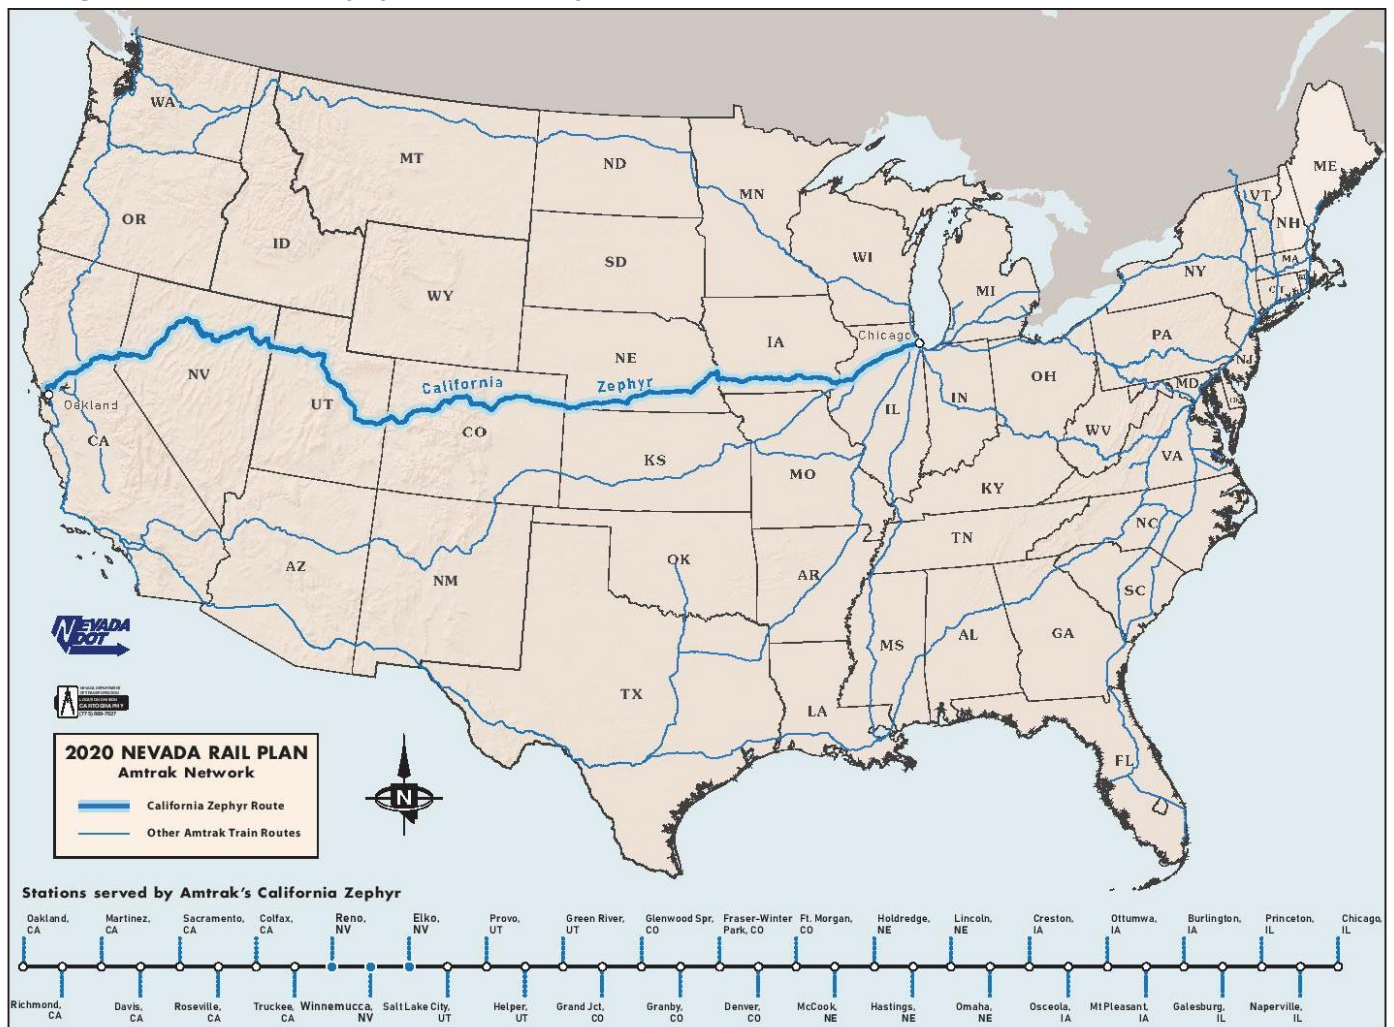 WA
MT
ND
MN
OR
ID
SD
WI
WY
MI
NY
VT
NH
ME
MA
CT
IA
Chicago
PA
NJ
NE
NV
California
Zephyr
UT
CO
OH
MD
IN
IL
WV
VA
Oakland
CA
KS
MO
KY
NC
TN
AZ
NM
OK
AR
SC
MS
AL
GA
TX
LA
FL
NEVADA
DOT
CARTOGRAPHY
2020 NEVADA RAIL PLAN
Amtrak Network
California Zephyr Route
Other Amtrak Train Routes
N
Stations served by Amtrak's California Zephyr
Oakland,
CA
Martinez,
CA
Sacramento,
CA
Colfax,
CA
Reno,
NV
Elko,
NV
Provo,
UT
Green River,
UT
Glenwood Spr,
CO
Fraser-Winter
Park, CO
Ft. Morgan,
CO
Holdredge,
NE
Lincoln,
NE
Creston,
IA
Ottumwa,
IA
Burlington,
IA
Princeton,
IL
Chicago,
IL
Richmond,
CA
Davis,
CA
Roseville,
CA
Truckee,
CA
Winnemucca,
NV
Salt Lake City,
UT
Helper,
UT
Grand Jct,
CO
Granby,
CO
Denver,
CO
McCook,
NE
Hastings,
NE
Omaha,
NE
Osceola,
IA
Mt Pleasant,
IA
Galesburg,
IL
Naperville,
IL